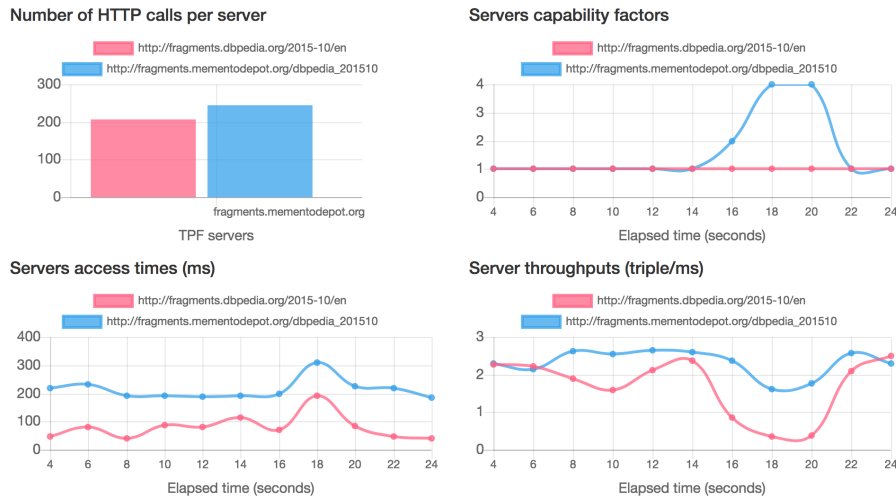 Number of HTTP calls per server
http://fragments.dbpedia.org/2015-10/en
http://fragments.mementodepot.org/dbpedia_201510
300
200
100
0
fragments.mementodepot.org
TPF servers
Servers capability factors
http://fragments.dbpedia.org/2015-10/en
http://fragments.mementodepot.org/dbpedia_201510
4
3
2
1
0
4 6 8 10 12 14 16 18 20 22 24
Elapsed time (seconds)
Servers access times (ms)
http://fragments.dbpedia.org/2015-10/en
http://fragments.mementodepot.org/dbpedia_201510
400
300
200
100
0
4 6 8 10 12 14 16 18 20 22 24
Elapsed time (seconds)
Server throughputs (triple/ms)
http://fragments.dbpedia.org/2015-10/en
http://fragments.mementodepot.org/dbpedia_201510
3
2
1
0
4 6 8 10 12 14 16 18 20 22 24
Elapsed time (seconds)